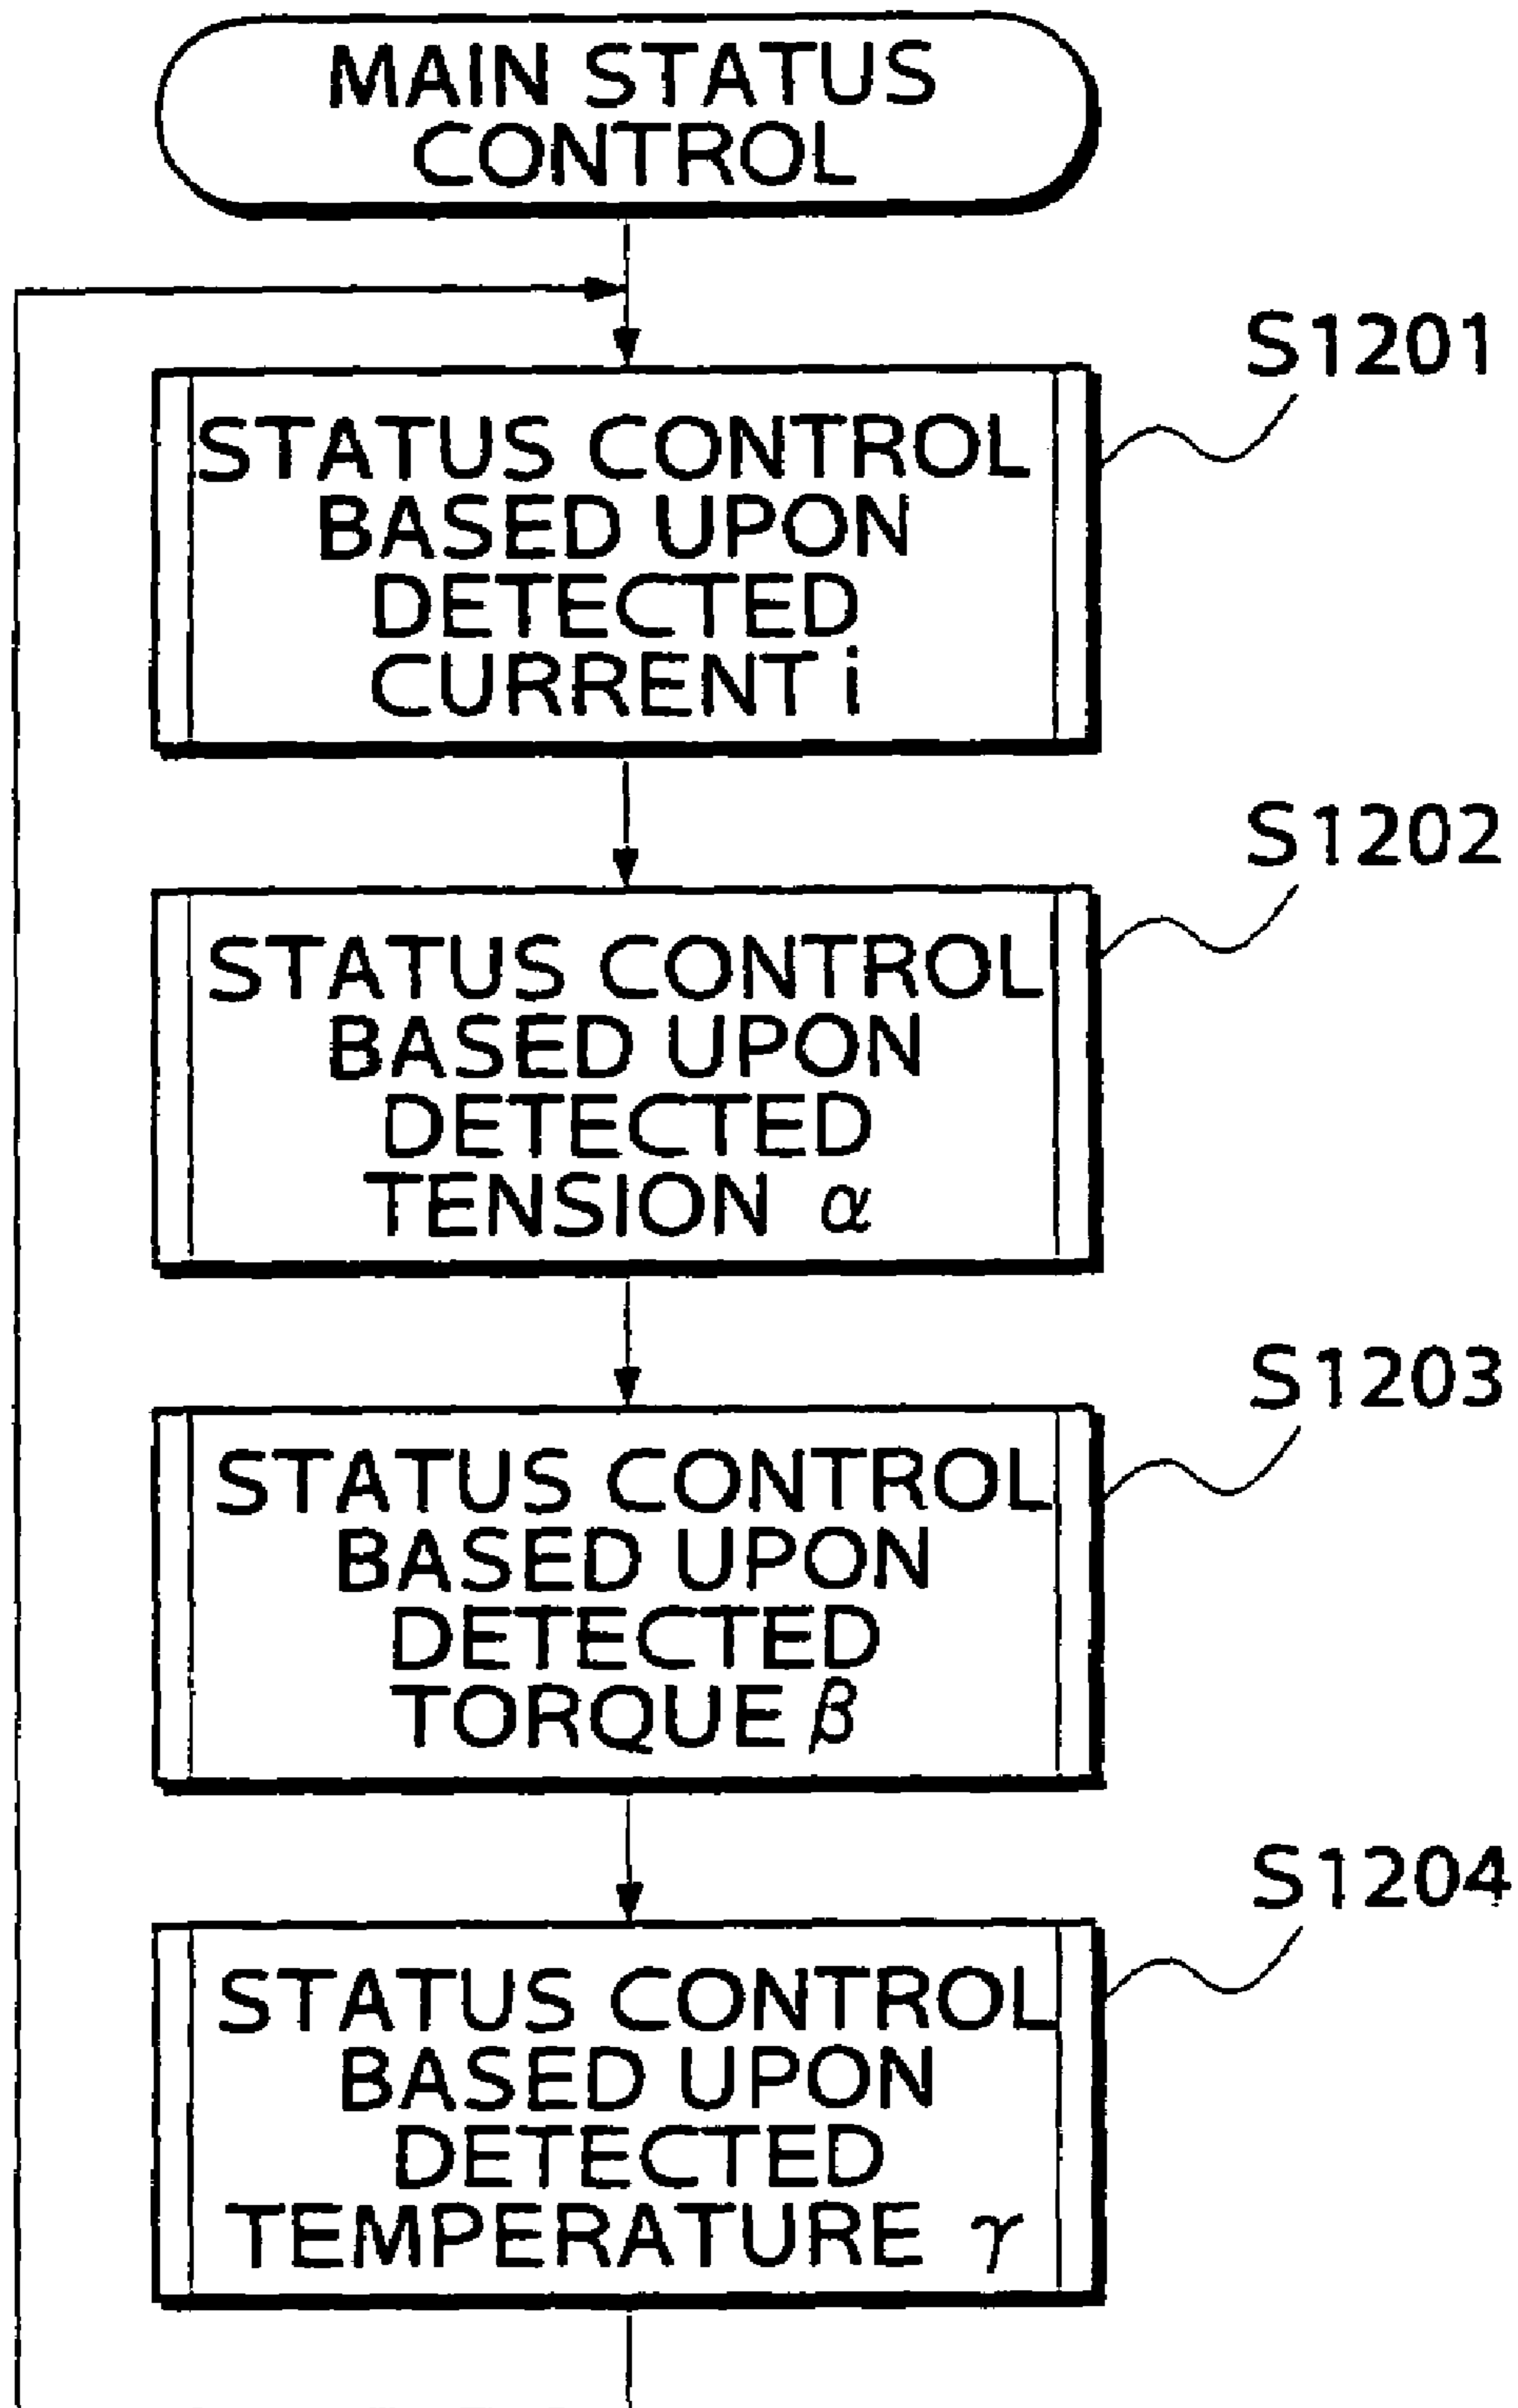 MAIN STATUS
CONTROL
S1201
STATUS CONTROL
BASED UPON
DETECTED
CURRENT i
S1202
STATUS CONTROL
BASED UPON
DETECTED
TENSION α
S1203
STATUS CONTROL
BASED UPON
DETECTED
TORQUE β
S1204
STATUS CONTROL
BASED UPON
DETECTED
TEMPERATURE γ